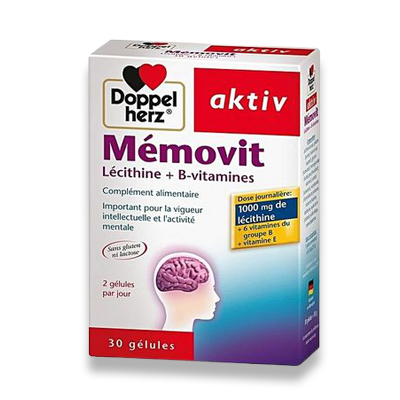 Doppel
herz®
aktiv
Mémovit
Lécithine + B-vitamines
Complément alimentaire
Important pour la vigueur
intellectuelle et l'activité
mentale
Dose journalière:
1000 mg de
lécithine
+ 6 vitamines du
groupe B
+ vitamine E
Sans gluten
ni lactose
2 gélules
par jour
30 gélules